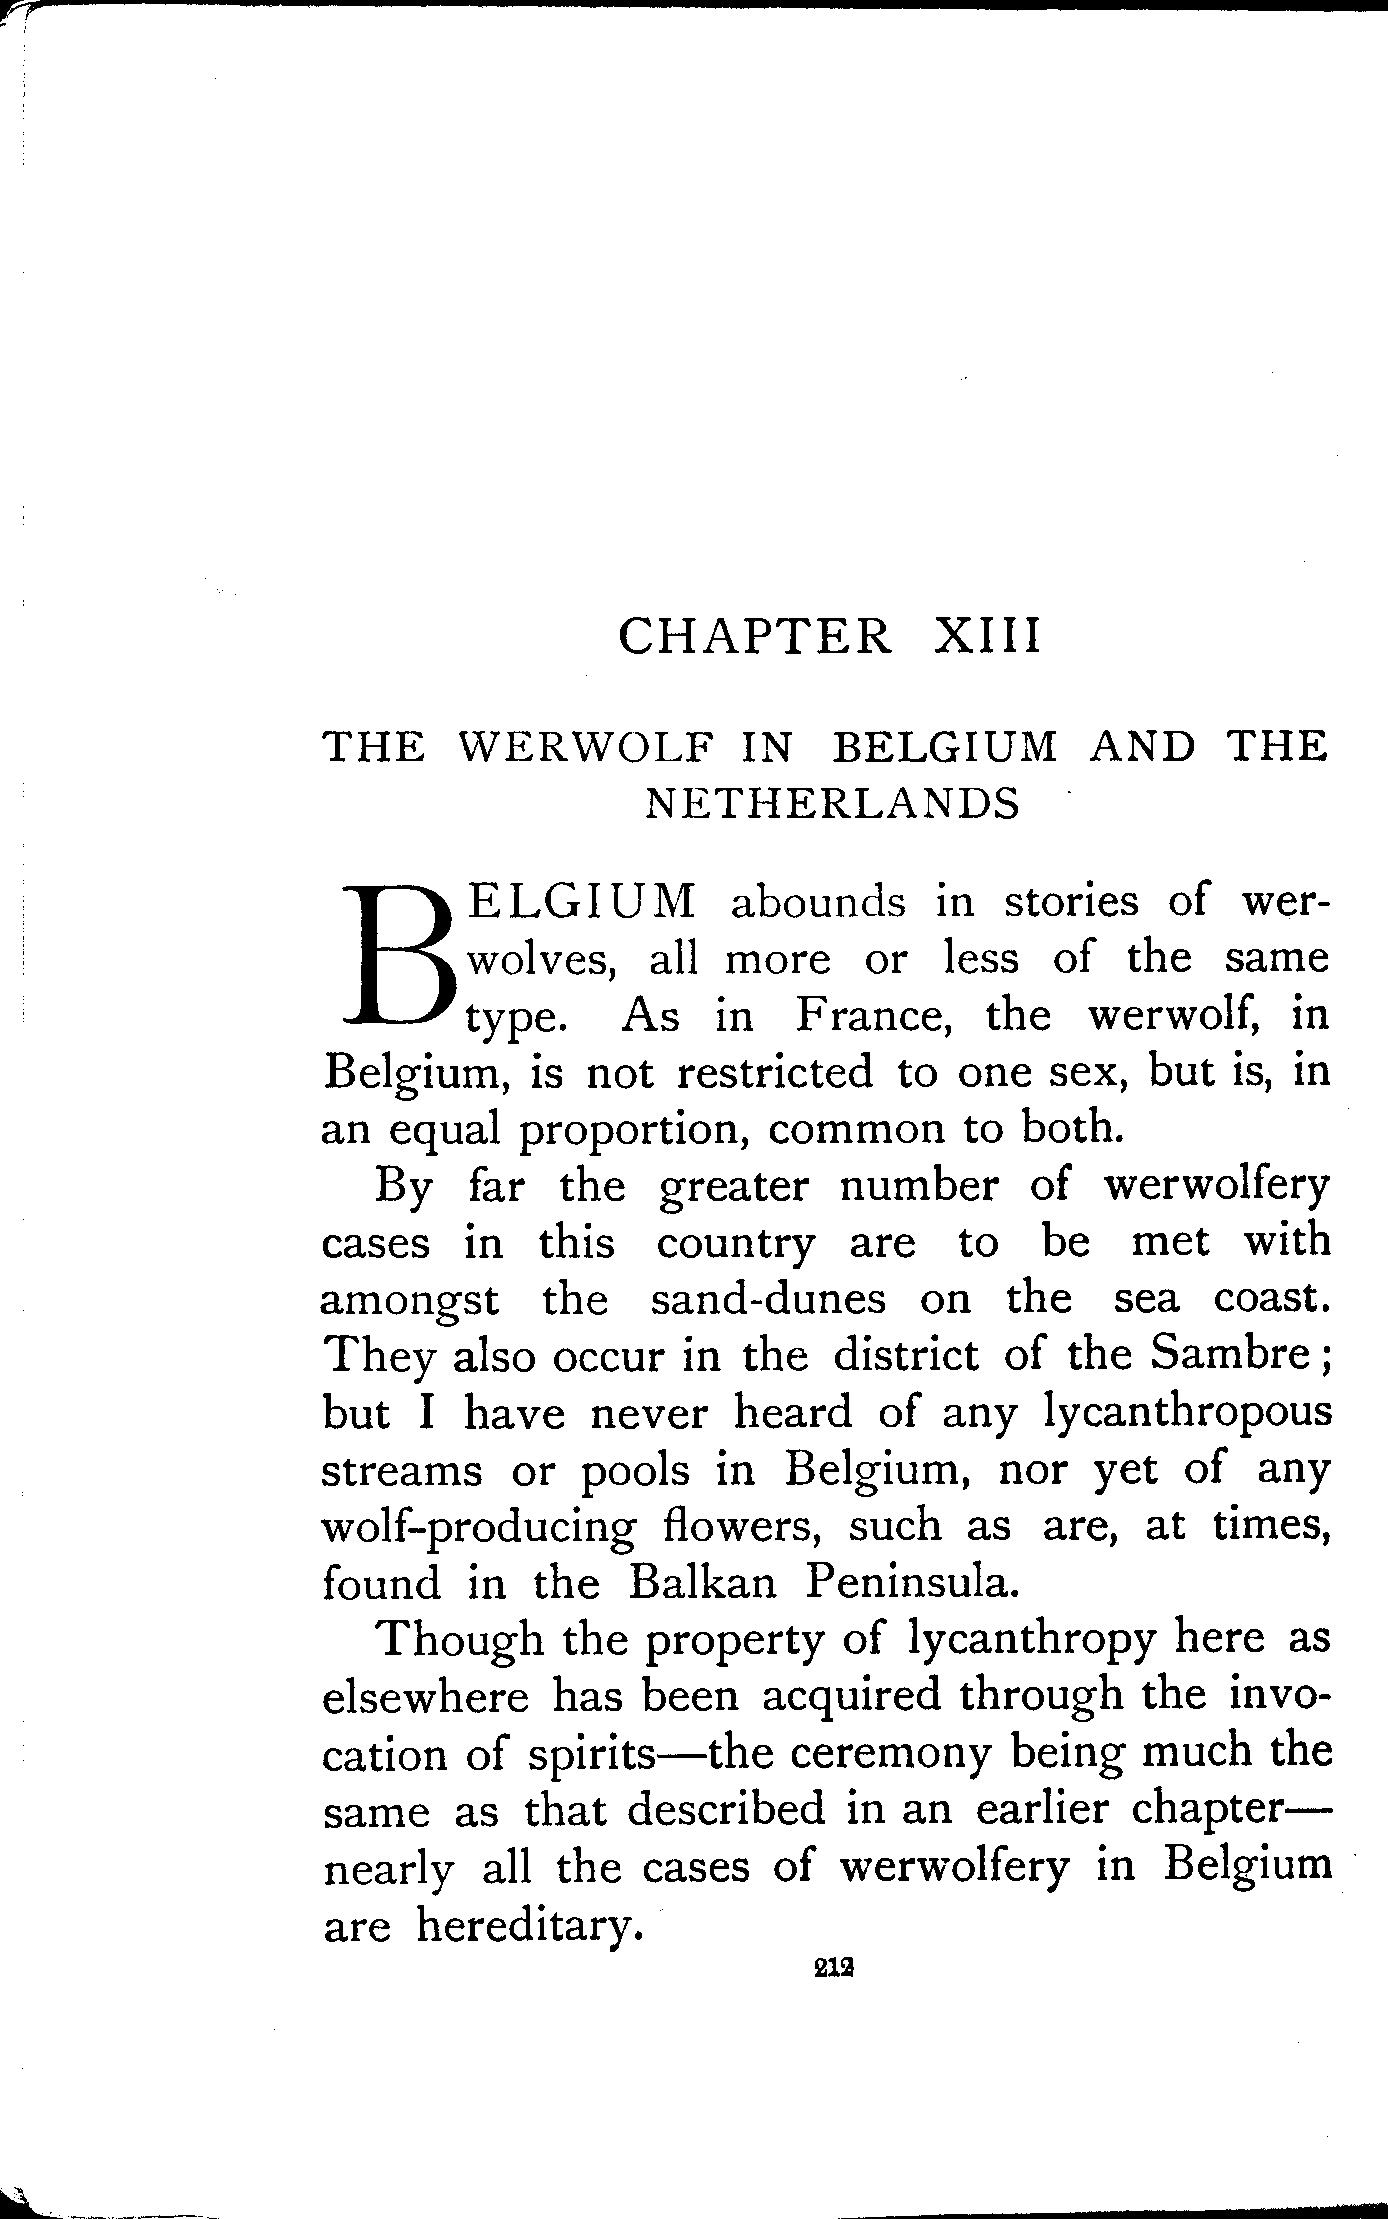 CHAPTER XIII
THE WERWOLF IN BELGIUM AND THE
NETHERLANDS
BELGIUM abounds in stories of wer-
wolves, all more or less of the same
type. As in France, the werwolf, in
Belgium, is not restricted to one sex, but is, in
an equal proportion, common to both.
By far the greater number of werwolfery
cases in this country are to be met with
amongst the sand-dunes on the sea coast.
They also occur in the district of the Sambre;
but I have never heard of any lycanthropous
streams or pools in Belgium, nor yet of any
wolf-producing flowers, such as are, at times,
found in the Balkan Peninsula.
Though the property of lycanthropy here as
elsewhere has been acquired through the invo-
cation of spirits—the ceremony being much the
same as that described in an earlier chapter—
nearly all the cases of werwolfery in Belgium
are hereditary.
212